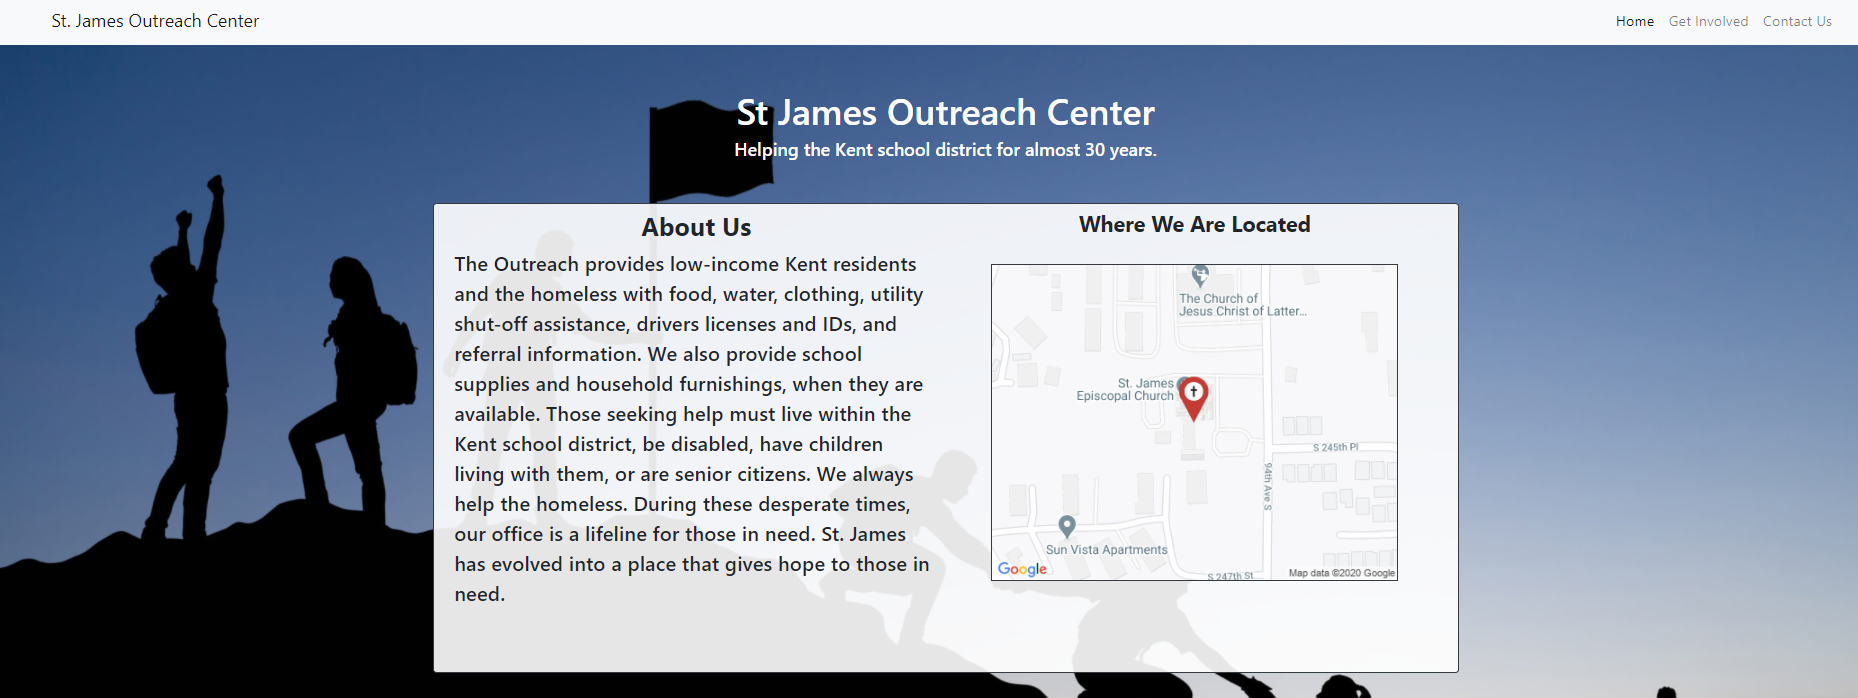 St. James Outreach Center
Home Get Involved Contact Us
St James Outreach Center
Helping the Kent school district for almost 30 years.
About Us
The Outreach provides low-income Kent residents
and the homeless with food, water, clothing, utility
shut-off assistance, drivers licenses and IDs, and
referral information. We also provide school
supplies and household furnishings, when they are
available. Those seeking help must live within the
Kent school district, be disabled, have children
living with them, or are senior citizens. We always
help the homeless. During these desperate times,
our office is a lifeline for those in need. St. James
has evolved into a place that gives hope to those in
need.
Where We Are Located
The Church of
Jesus Christ of Latter...
St. James
Episcopal Church
S 245th Pl
94th Ave S
Sun Vista Apartments
Google
S 247th St
Map data ©2020 Google